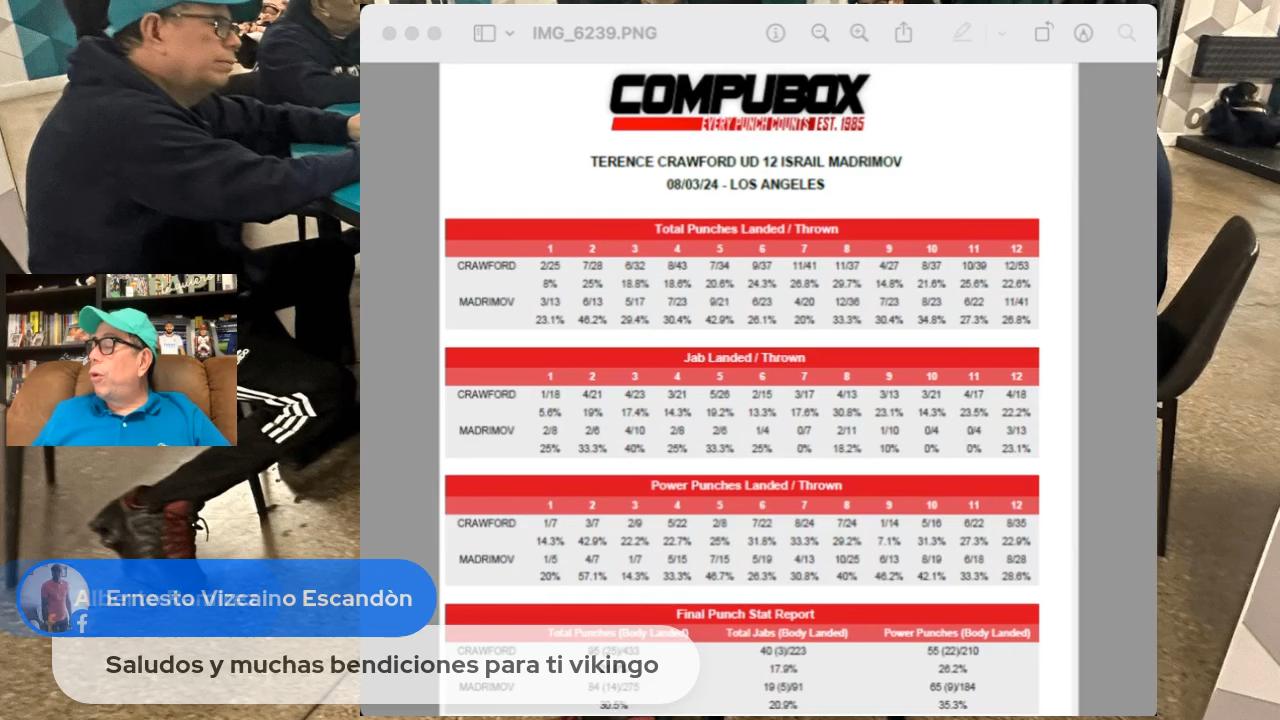 IMG_6239.PNG
COMPUBOX
EVERY PUNCH COUNTS EST. 1985
TERENCE CRAWFORD UD 12 ISRAIL MADRIMOV
08/03/24 - LOS ANGELES
Total Punches Landed / Thrown
1 2 3 4 5 6 7 8 9 10 11 12
CRAWFORD 2/25 7/28 6/32 8/43 7/34 9/37 11/41 11/37 4/27 8/37 10/39 12/53
8% 25% 18.8% 18.6% 20.6% 24.3% 26.8% 29.7% 14.8% 21.6% 25.6% 22.6%
MADRIMOV 3/13 6/13 5/17 7/23 9/21 6/23 4/20 12/36 7/23 8/23 6/22 11/41
23.1% 46.2% 29.4% 30.4% 42.9% 26.1% 20% 33.3% 30.4% 34.8% 27.3% 26.8%
Jab Landed / Thrown
1 2 3 4 5 6 7 8 9 10 11 12
CRAWFORD 1/18 4/21 4/23 3/21 5/26 2/15 3/17 4/13 3/13 3/21 4/17 4/18
5.6% 19% 17.4% 14.3% 19.2% 13.3% 17.6% 30.8% 23.1% 14.3% 23.5% 22.2%
MADRIMOV 2/8 2/6 4/10 2/8 2/6 1/4 0/7 2/11 1/10 0/4 0/4 3/13
25% 33.3% 40% 25% 33.3% 25% 0% 18.2% 10% 0% 0% 23.1%
Power Punches Landed / Thrown
1 2 3 4 5 6 7 8 9 10 11 12
CRAWFORD 1/7 3/7 2/9 5/22 2/8 7/22 8/24 7/24 1/14 5/16 6/22 8/35
14.3% 42.9% 22.2% 22.7% 25% 31.8% 33.3% 29.2% 7.1% 31.3% 27.3% 22.9%
MADRIMOV 1/5 4/7 1/7 5/15 7/15 5/19 4/13 10/25 6/13 8/19 6/18 8/28
20% 57.1% 14.3% 33.3% 46.7% 26.3% 30.8% 40% 46.2% 42.1% 33.3% 28.6%
Final Punch Stat Report
Total Punches (Body Landed) Total Jabs (Body Landed) Power Punches (Body Landed)
CRAWFORD 95 (25)/433 40 (3)/223 55 (22)/210
17.9% 26.2%
MADRIMOV 84 (14)/275 19 (5)/91 65 (9)/184
30.5% 20.9% 35.3%
Ernesto Vizcaino Escandòn
Saludos y muchas bendiciones para ti vikingo